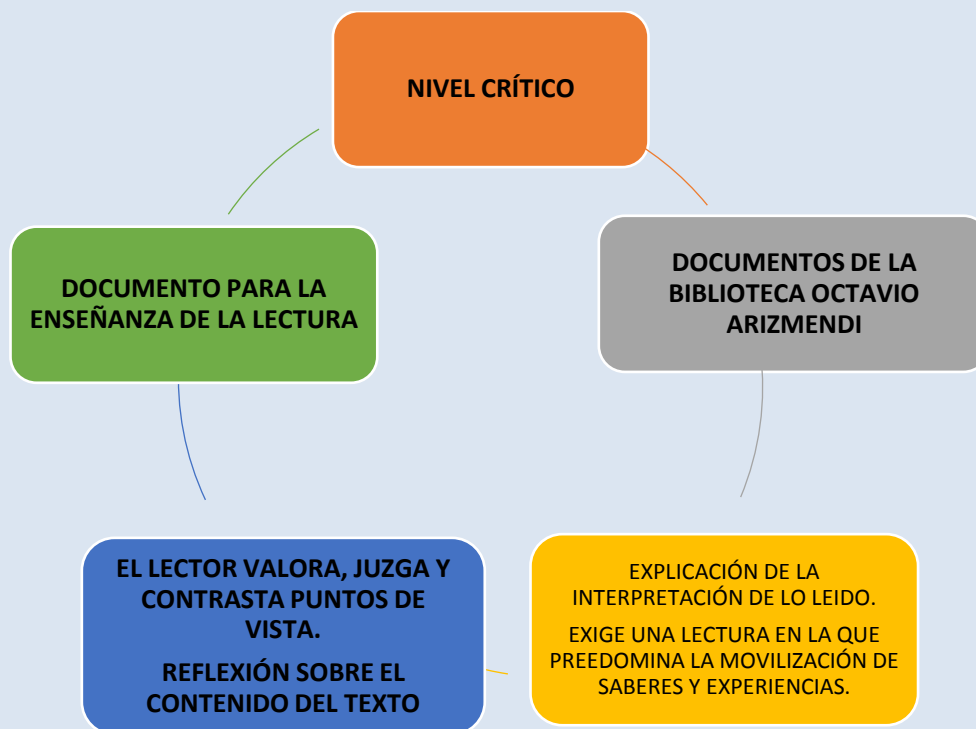 NIVEL CRÍTICO
DOCUMENTO PARA LA
ENSEÑANZA DE LA LECTURA
DOCUMENTOS DE LA
BIBLIOTECA OCTAVIO
ARIZMENDI
EL LECTOR VALORA, JUZGA Y
CONTRASTA PUNTOS DE
VISTA.
REFLEXIÓN SOBRE EL
CONTENIDO DEL TEXTO
EXPLICACIÓN DE LA
INTERPRETACIÓN DE LO LEIDO.
EXIGE UNA LECTURA EN LA QUE
PREEDOMINA LA MOVILIZACIÓN DE
SABERES Y EXPERIENCIAS.